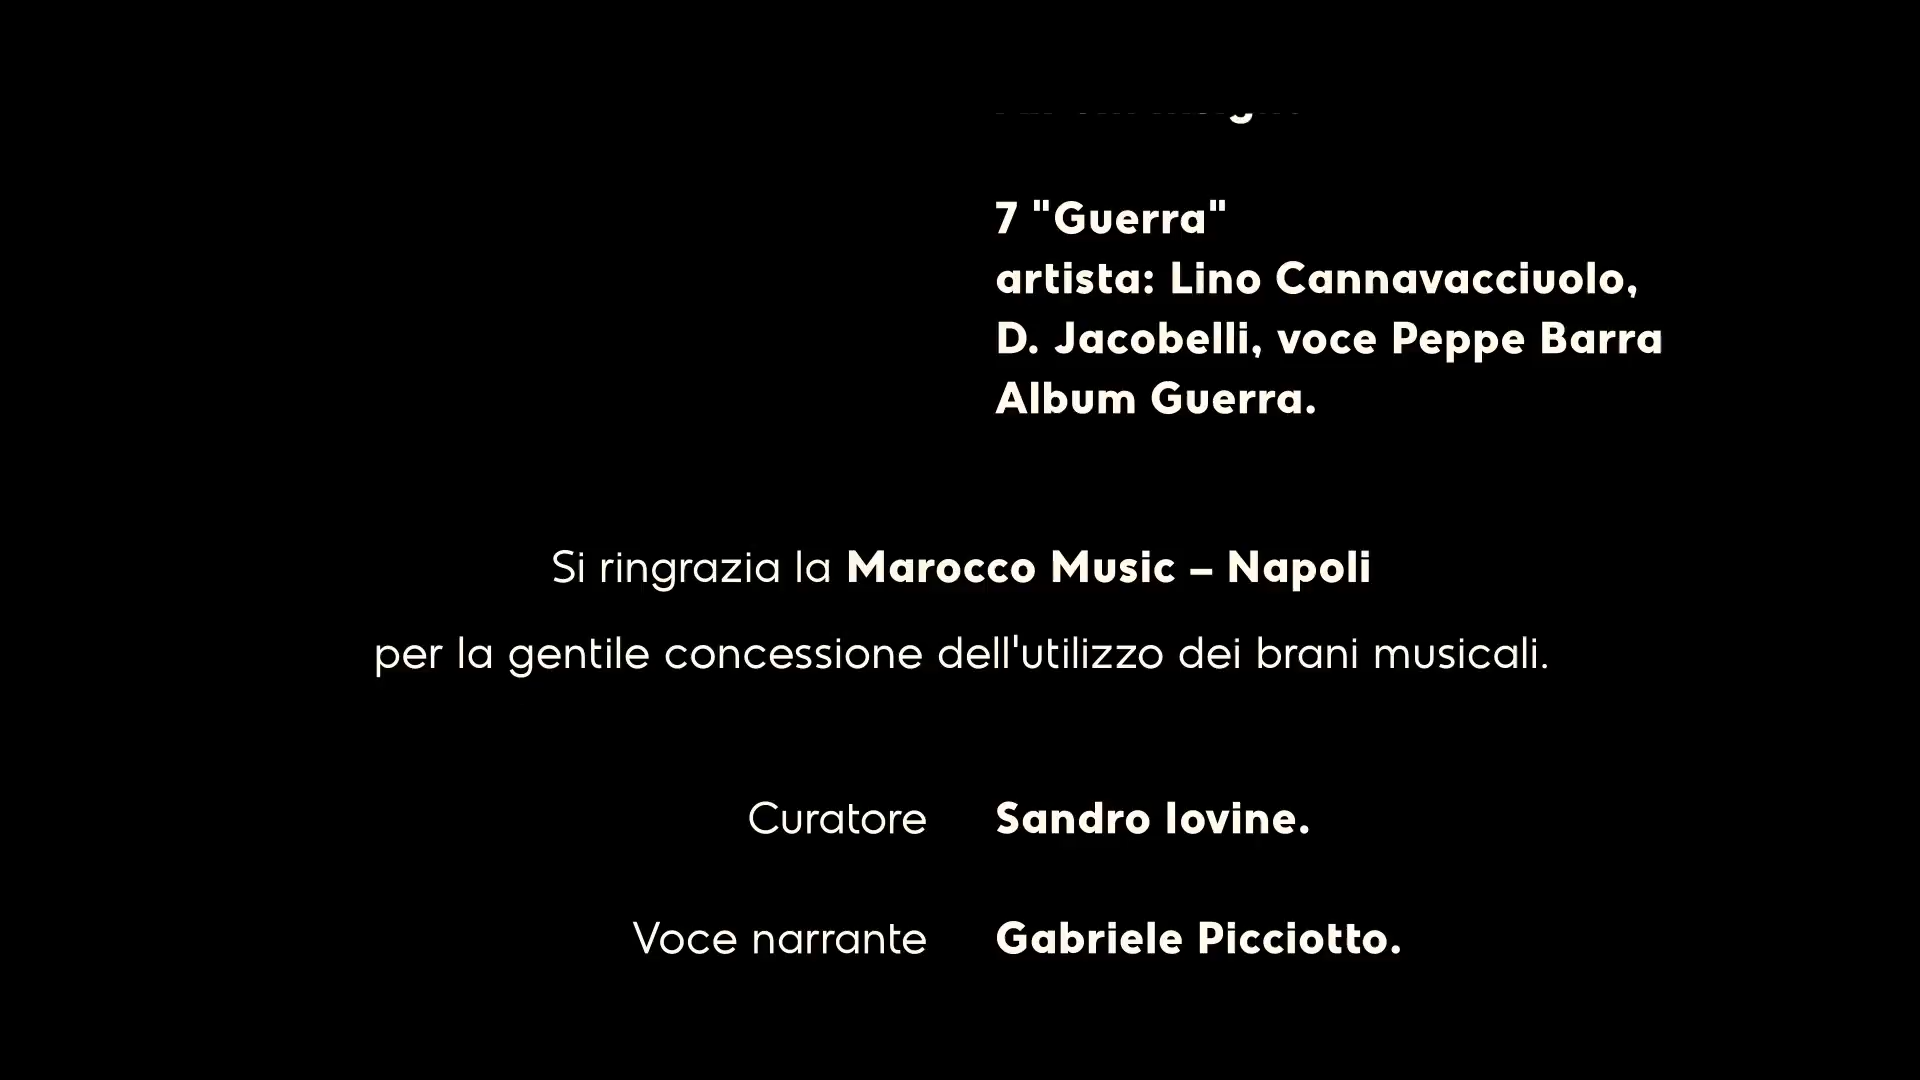 7 "Guerra"
artista: Lino Cannavacciuolo,
D. Jacobelli, voce Peppe Barra
Album Guerra.
Si ringrazia la Marocco Music – Napoli
per la gentile concessione dell'utilizzo dei brani musicali.
Curatore Sandro Iovine.
Voce narrante Gabriele Picciotto.